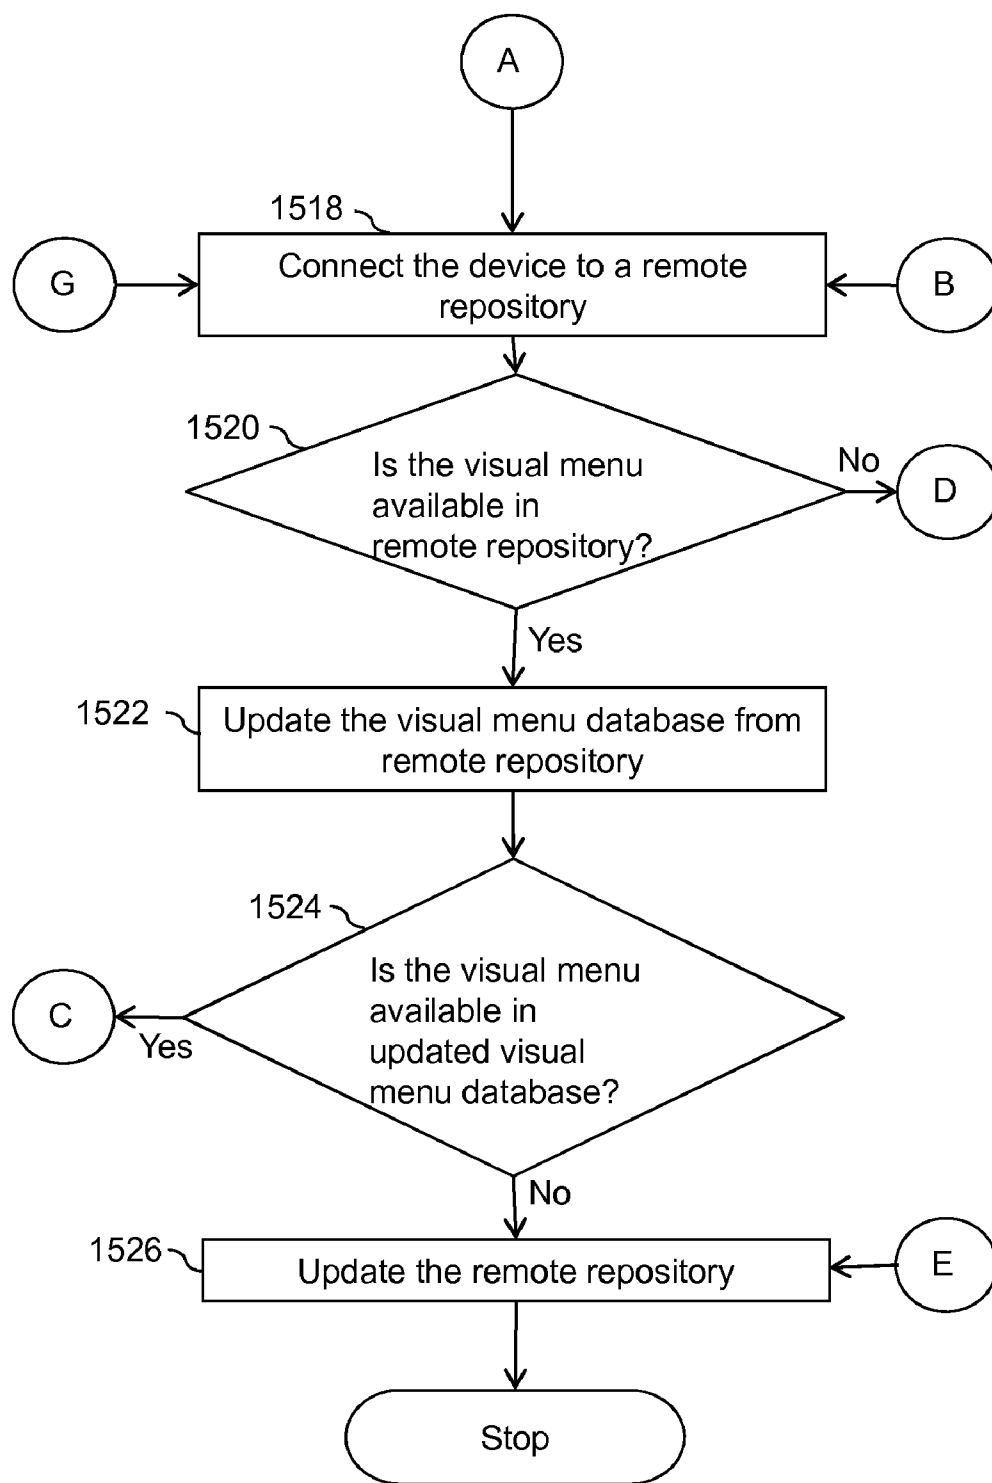 A
1518
Connect the device to a remote
repository
G
B
1520
Is the visual menu
available in
remote repository?
No
D
Yes
1522
Update the visual menu database from
remote repository
1524
Is the visual menu
available in
updated visual
menu database?
C
Yes
No
1526
Update the remote repository
E
Stop